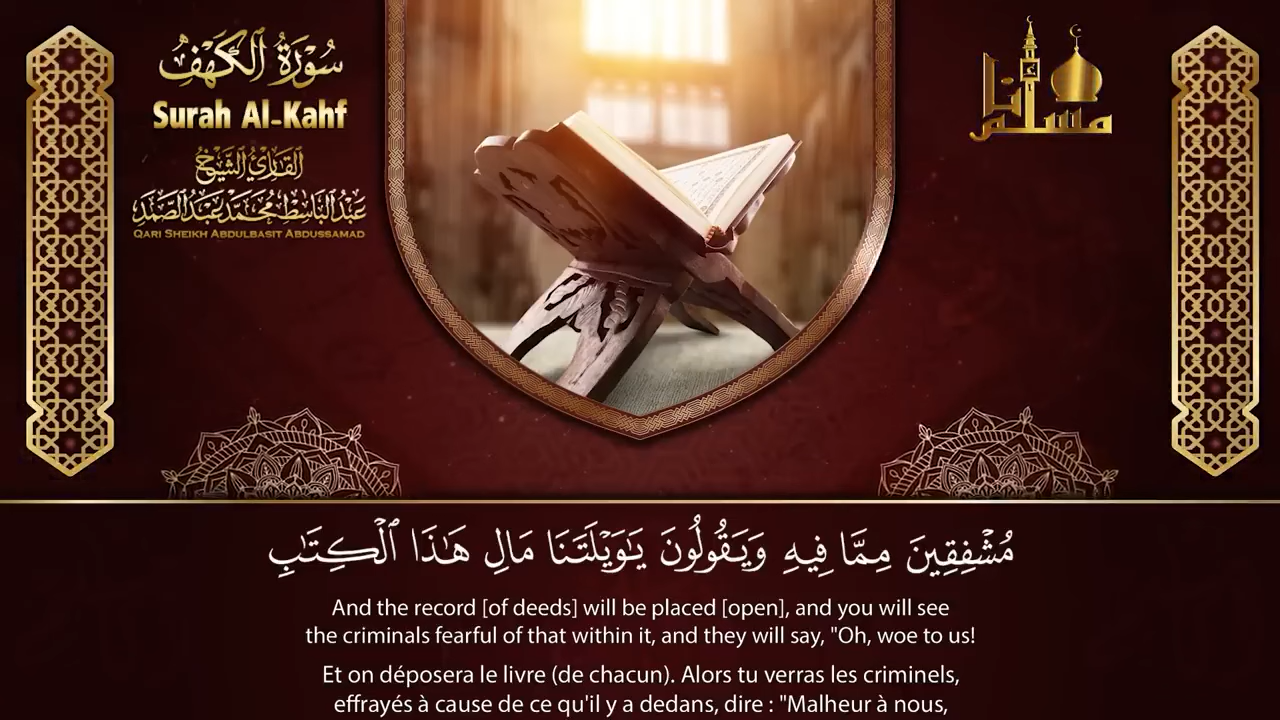 سُورَةُ الكَهْفِ
Surah Al-Kahf
القارئ الشيخ
عبد الباسط محمد عبد الصمد
QARI SHEIKH ABDULBASIT ABDUSSAMAD
أنا مسلم
مُشْفِقِينَ مِمَّا فِيهِ وَيَقُولُونَ يَٰوَيْلَتَنَا مَالِ هَٰذَا ٱلْكِتَٰبِ
And the record [of deeds] will be placed [open], and you will see
the criminals fearful of that within it, and they will say, "Oh, woe to us!
Et on déposera le livre (de chacun). Alors tu verras les criminels,
effrayés à cause de ce qu'il y a dedans, dire : "Malheur à nous,